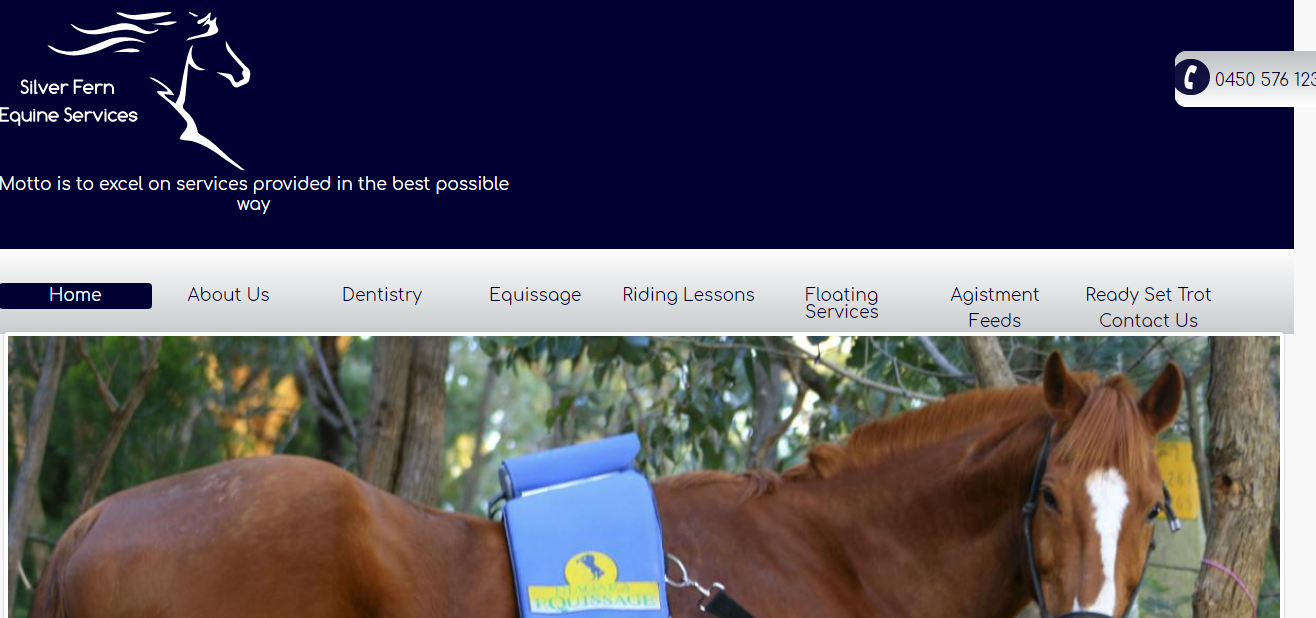 Silver Fern
Equine Services
0450 576 123
Motto is to excel on services provided in the best possible
way
Home
About Us
Dentistry
Equissage
Riding Lessons
Floating
Services
Agistment
Ready Set Trot
Feeds
Contact Us
NIAGARA
EQUISSAGE